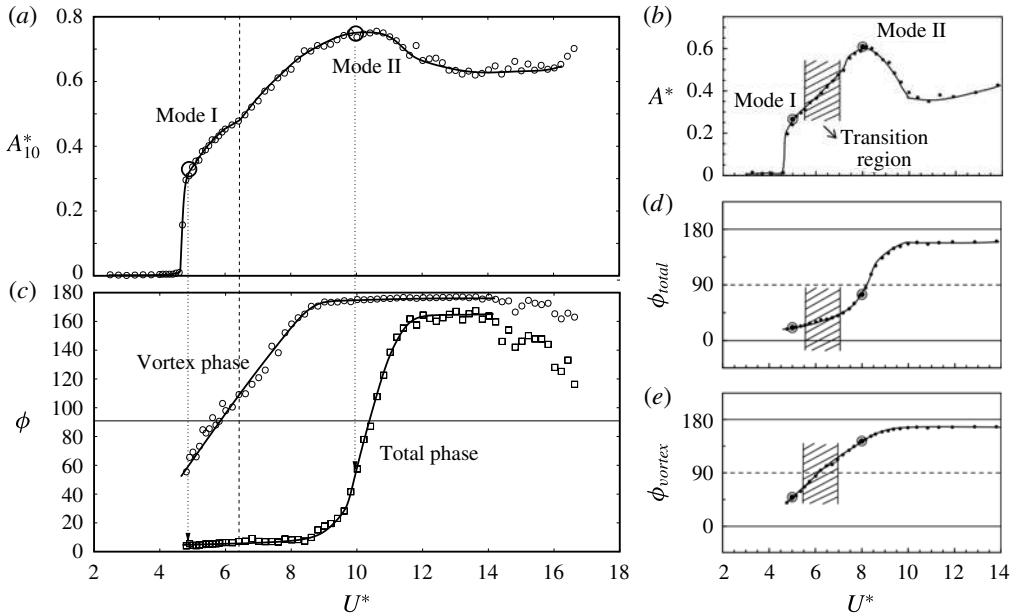 (a)
0.8
0.6
0.4
0.2
0
A*10
Mode I
Mode II
(c)
180
160
140
120
100
80
60
40
20
0
ϕ
Vortex phase
Total phase
2 4 6 8 10 12 14 16 18
U*
(b)
0.6
0.4
0.2
0
A*
Mode I
Mode II
Transition
region
(d)
180
90
0
ϕtotal
(e)
180
90
0
ϕvortex
2 4 6 8 10 12 14
U*